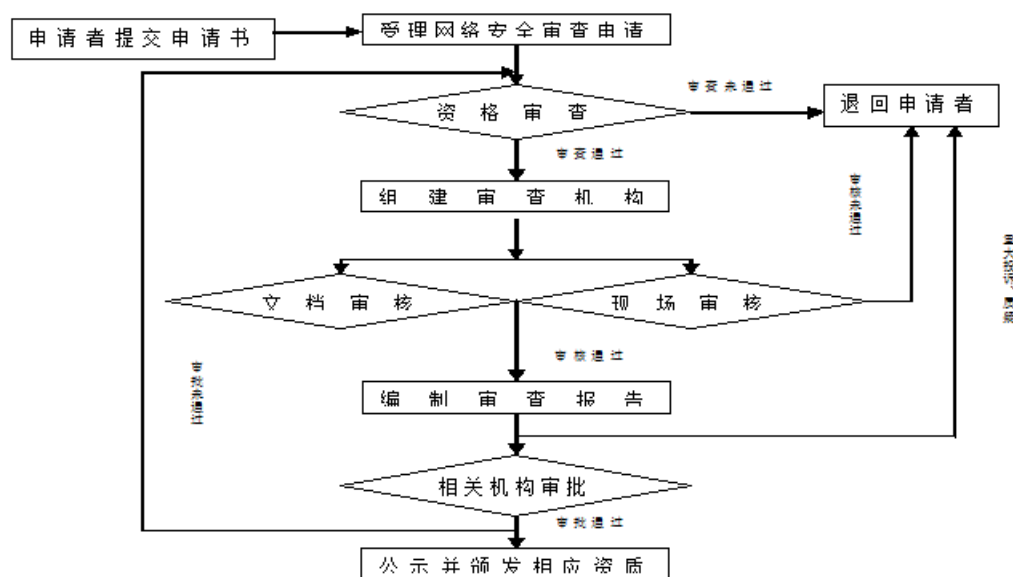 申请者提交申请书
受理网络安全审查申请
审查未通过
资格审查
退回申请者
审查通过
组建审查机构
审核未通过
文档审核
现场审核
审核通过
审批未通过
编制审查报告
相关机构审批
审批通过
公示并颁发相应资质